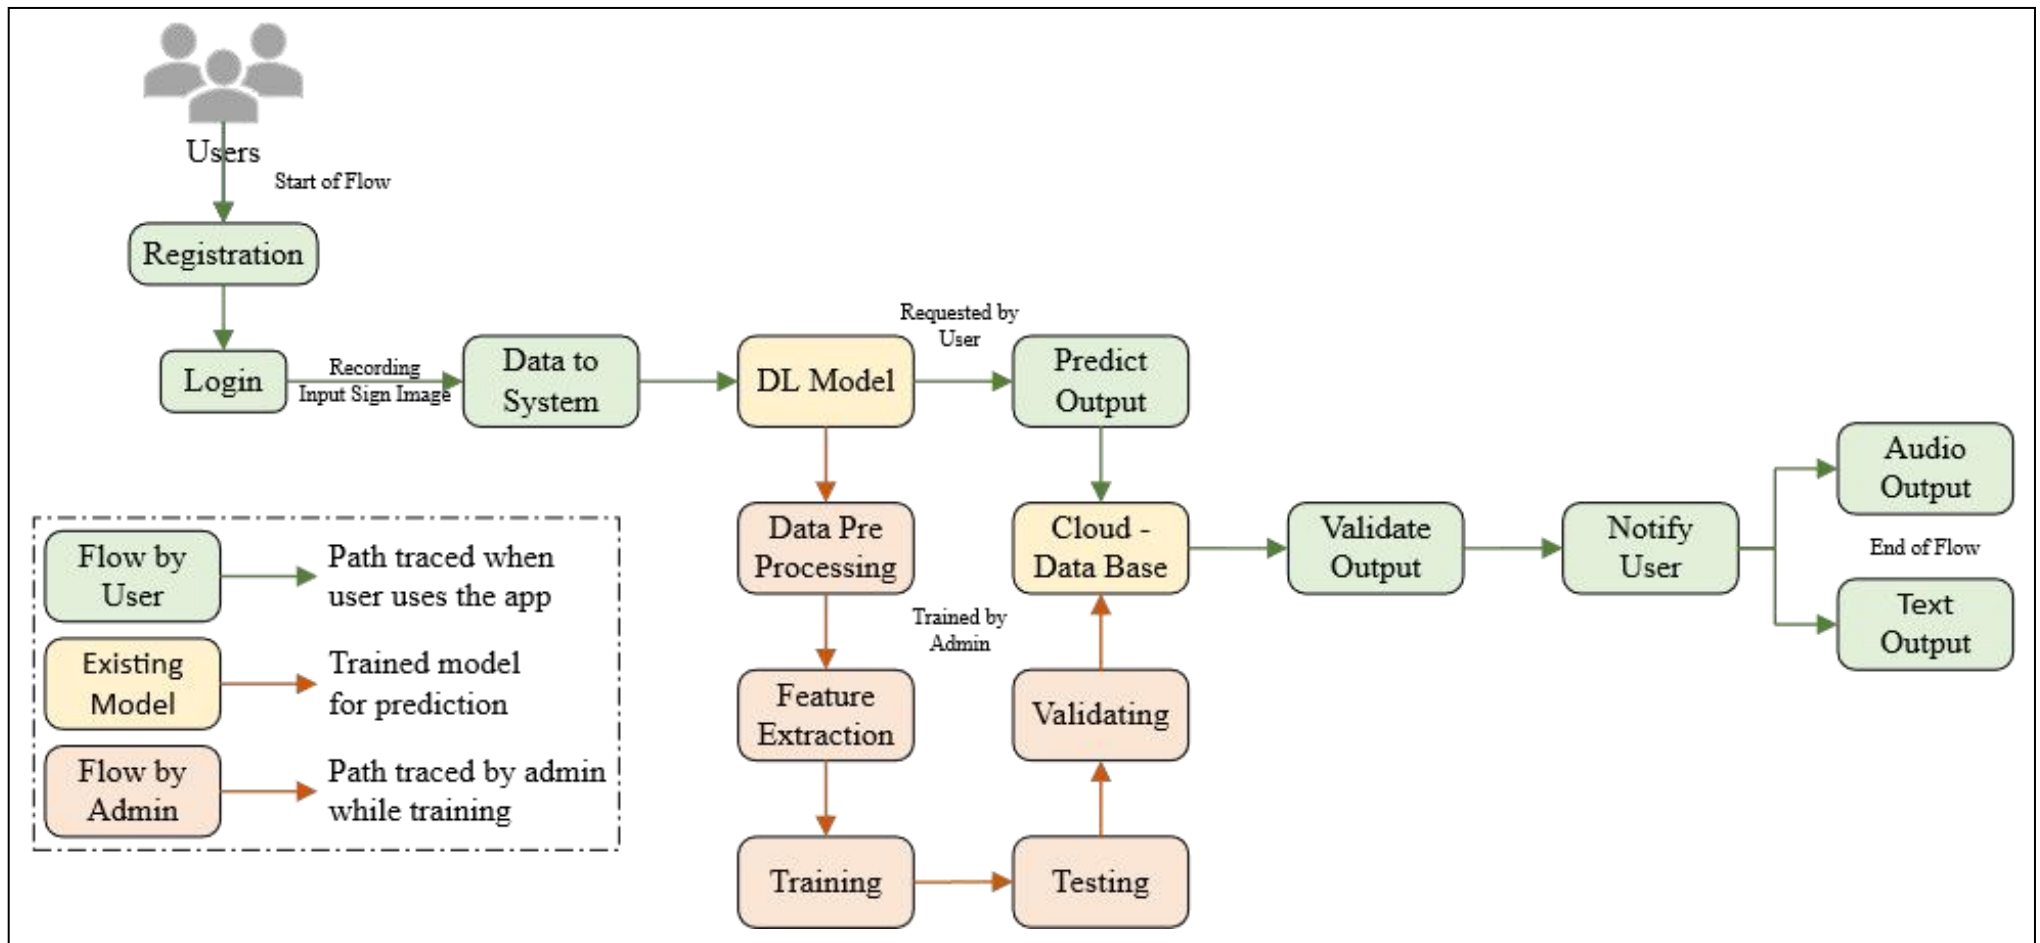 Users
Start of Flow
Registration
Login
Recording
Input Sign Image
Data to
System
DL Model
Requested by
User
Predict
Output
Data Pre
Processing
Cloud -
Data Base
Validate
Output
Notify
User
Audio
Output
End of Flow
Text
Output
Trained by
Admin
Feature
Extraction
Validating
Training
Testing
Flow by
User
Path traced when
user uses the app
Existing
Model
Trained model
for prediction
Flow by
Admin
Path traced by admin
while training